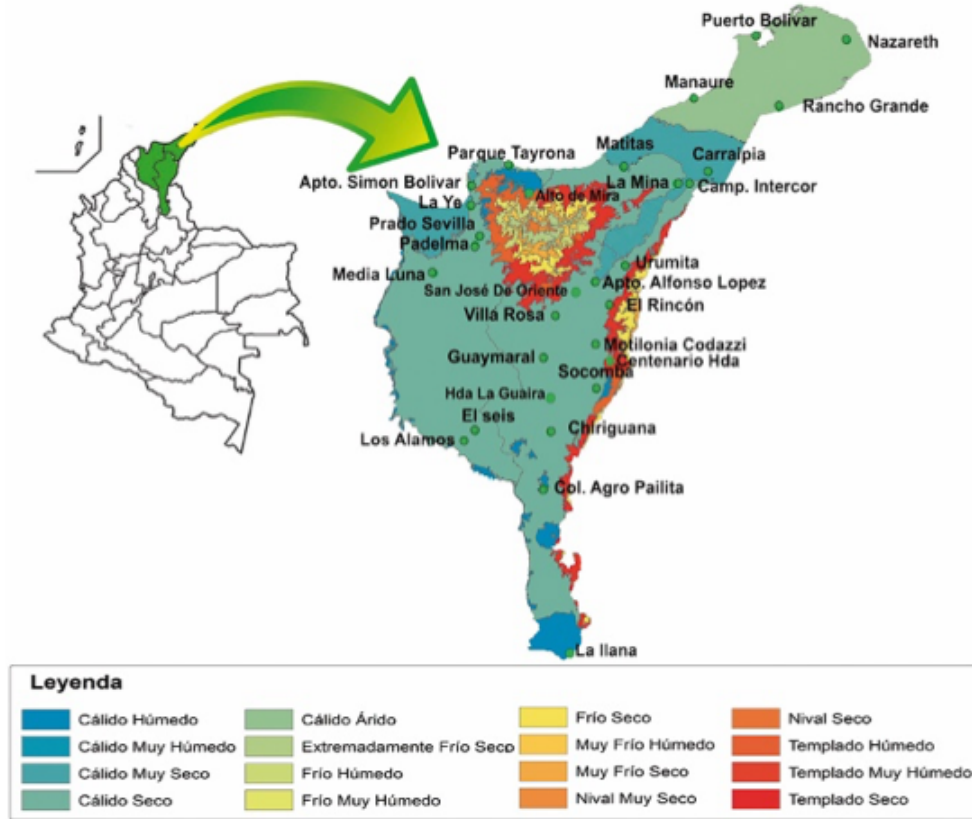 Puerto Bolivar
Nazareth
Manaure
Rancho Grande
Matitas
Parque Tayrona
Carraipia
Apto. Simon Bolivar
La Mina
Camp. Intercor
Alto de Mira
La Ye
Prado Sevilla
Padelma
Urumita
Media Luna
Apto. Alfonso Lopez
San José De Oriente
El Rincón
Villa Rosa
Motilonia Codazzi
Guaymaral
Centenario Hda
Socomba
Hda La Guaira
El seis
Chiriguana
Los Alamos
Col. Agro Pailita
La llana
Leyenda
Cálido Húmedo
Cálido Muy Húmedo
Cálido Muy Seco
Cálido Seco
Cálido Árido
Extremadamente Frío Seco
Frío Húmedo
Frío Muy Húmedo
Frío Seco
Muy Frío Húmedo
Muy Frío Seco
Nival Muy Seco
Nival Seco
Templado Húmedo
Templado Muy Húmedo
Templado Seco